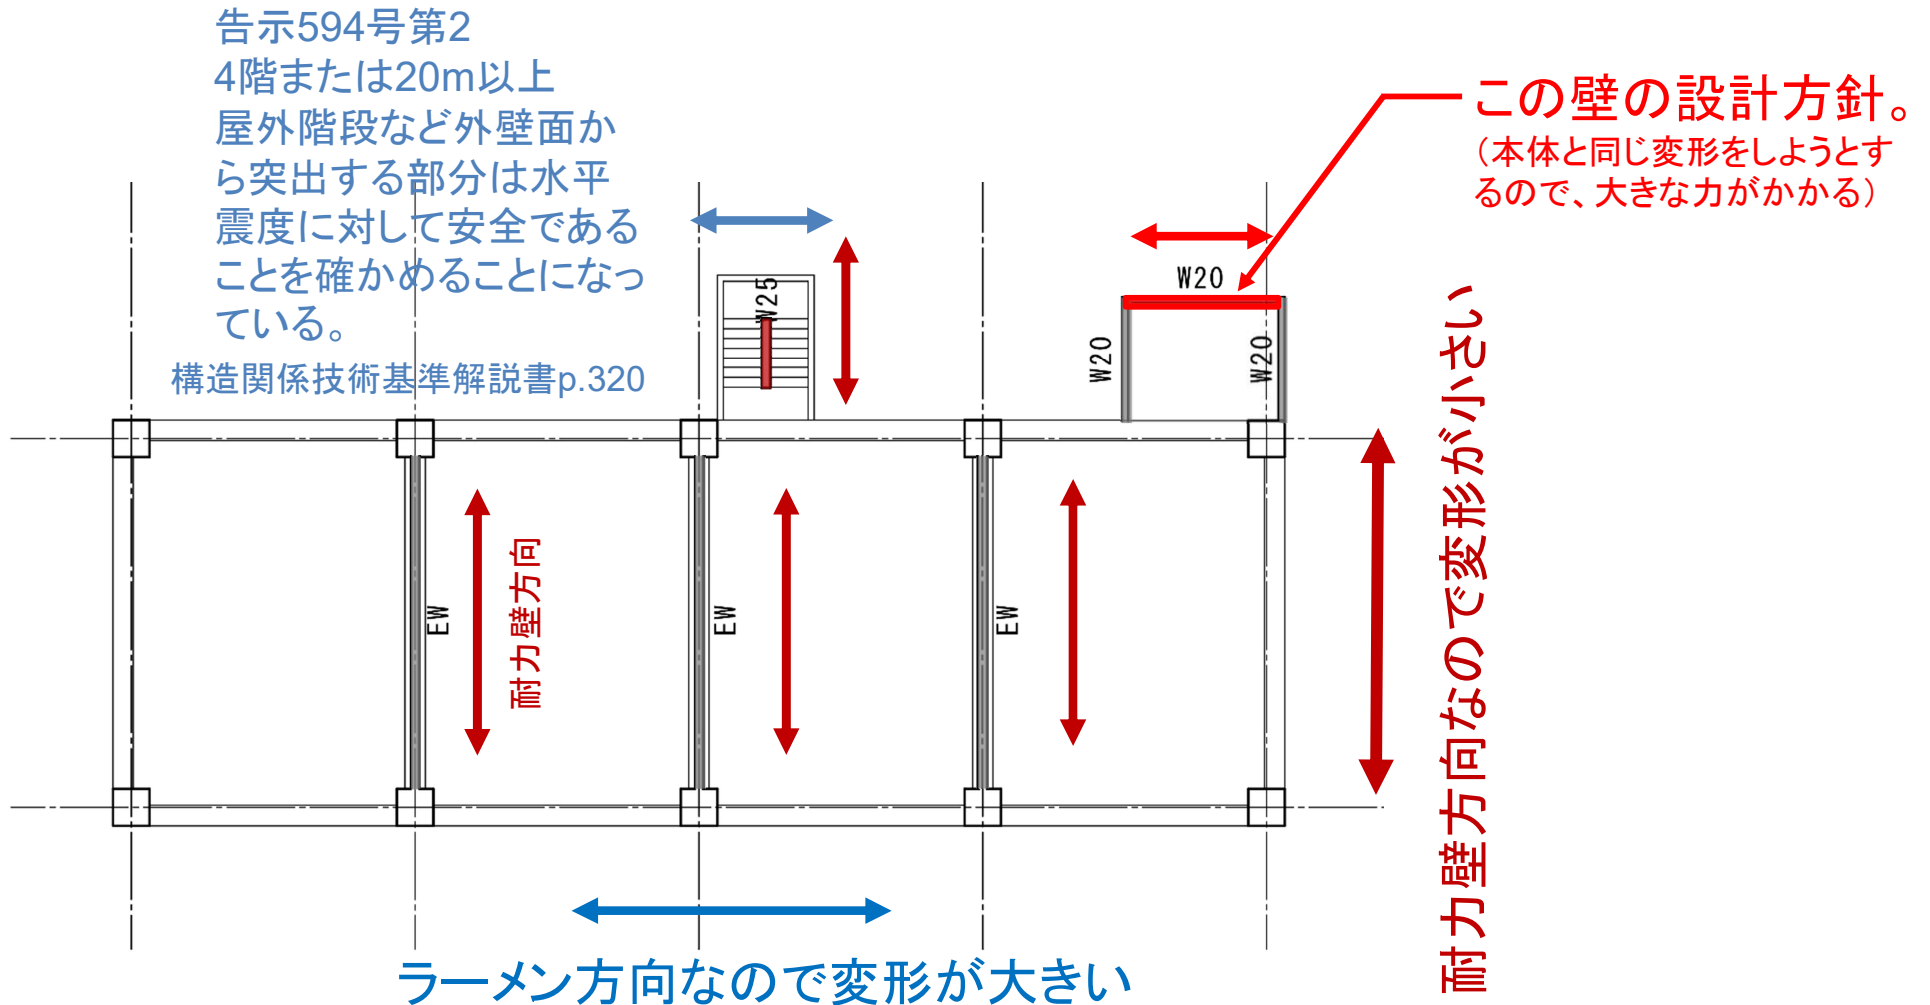 告示594号第2
4階または20m以上
屋外階段など外壁面か
ら突出する部分は水平
震度に対して安全である
ことを確かめることになっ
ている。
構造関係技術基準解説書p.320
この壁の設計方針。
（本体と同じ変形をしようとす
るので、大きな力がかかる）
W25
W20
W20
W20
EW
耐力壁方向
EW
EW
耐力壁方向なので変形が小さい
ラーメン方向なので変形が大きい